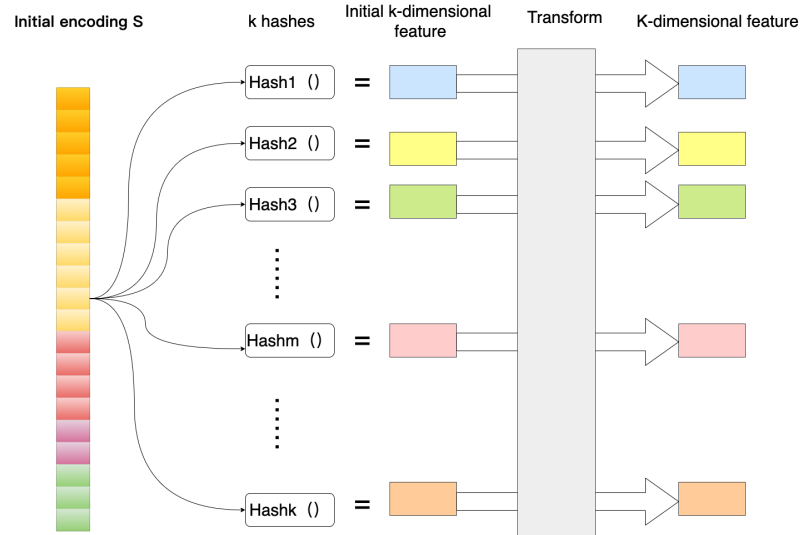 Initial encoding S
k hashes
Initial k-dimensional
feature
Transform
K-dimensional feature
Hash1 ()
=
Hash2 ()
=
Hash3 ()
=
Hashm ()
=
Hashk ()
=